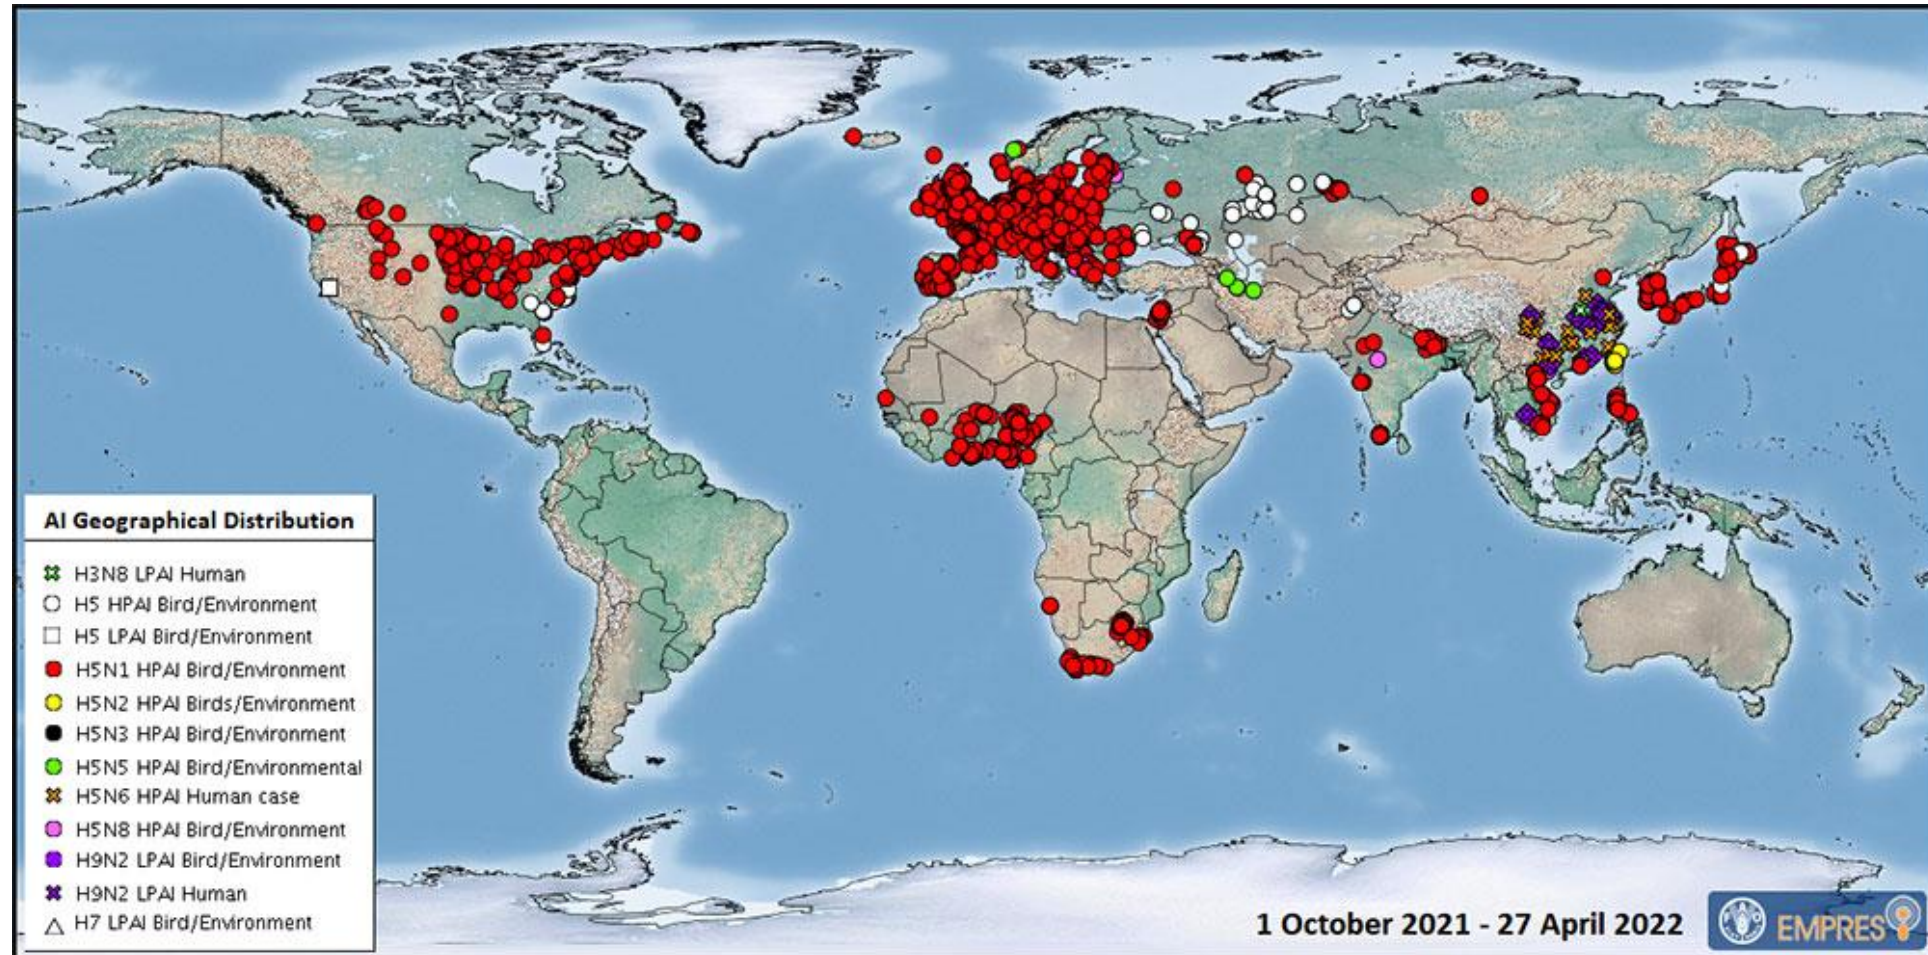 AI Geographical Distribution
H3N8 LPAI Human
H5 HPAI Bird/Environment
H5 LPAI Bird/Environment
H5N1 HPAI Bird/Environment
H5N2 HPAI Birds/Environment
H5N3 HPAI Bird/Environment
H5N5 HPAI Bird/Environmental
H5N6 HPAI Human case
H5N8 HPAI Bird/Environment
H9N2 LPAI Bird/Environment
H9N2 LPAI Human
H7 LPAI Bird/Environment
1 October 2021 - 27 April 2022
FAO
EMPRES